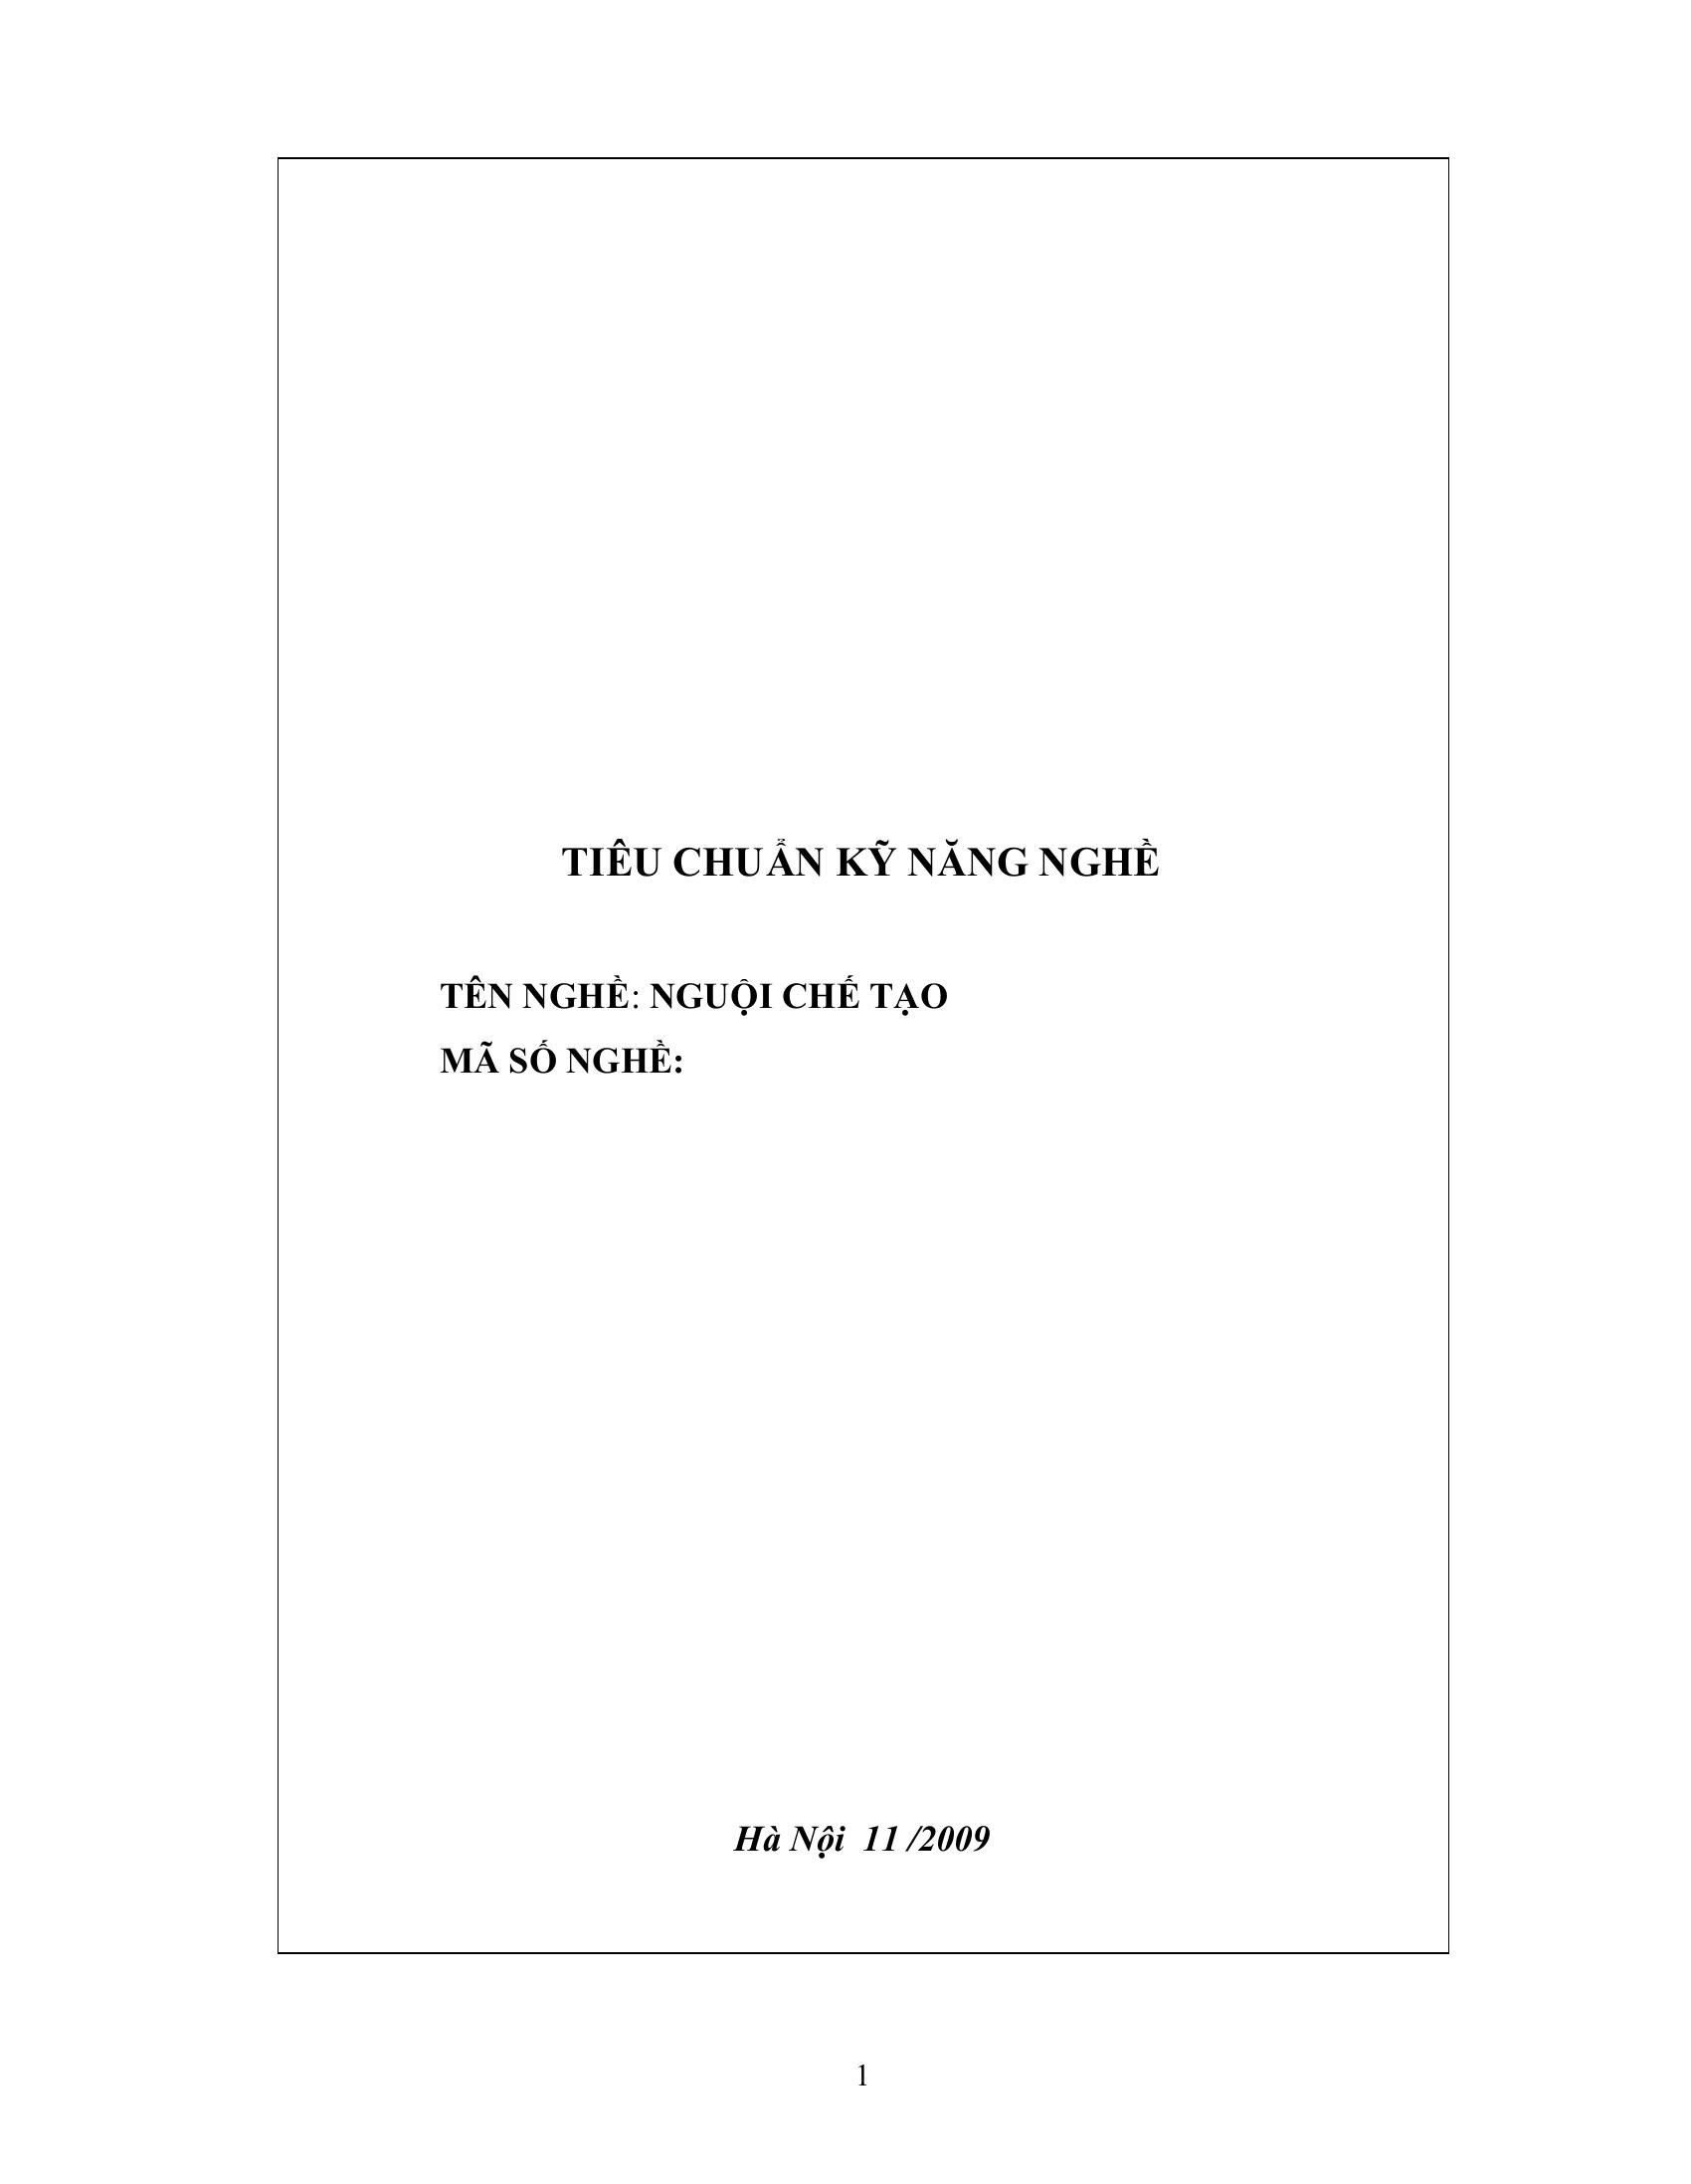 TIÊU CHUẨN KỸ NĂNG NGHỀ
TÊN NGHỀ: NGUỘI CHẾ TẠO
MÃ SỐ NGHỀ:
Hà Nội 11 /2009
1